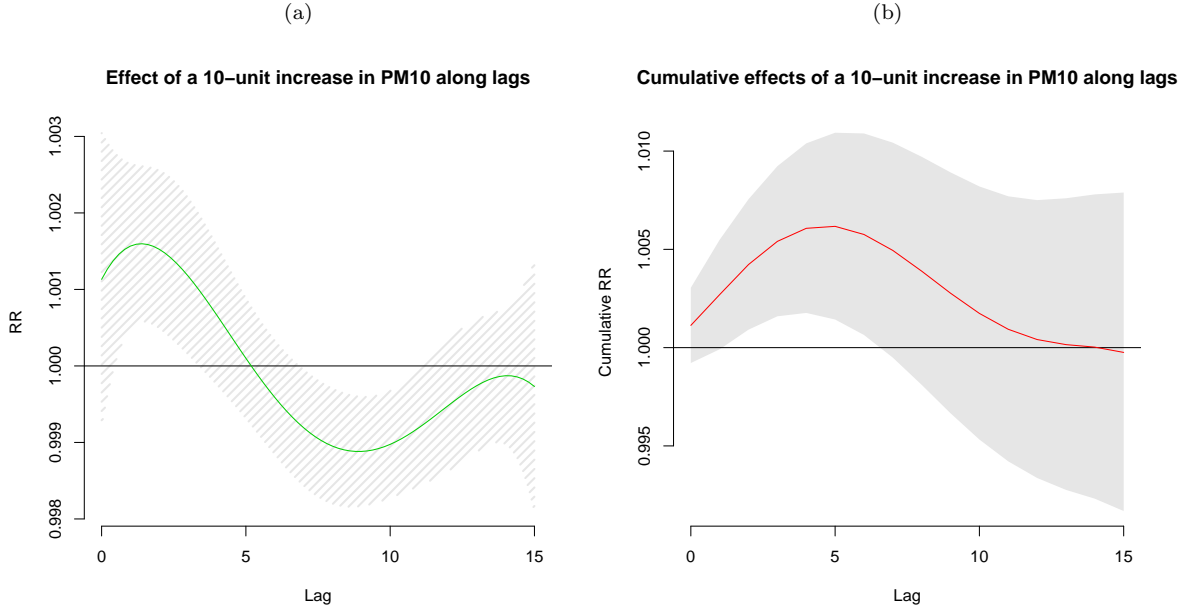 (a)
Effect of a 10−unit increase in PM10 along lags
RR
1.003
1.002
1.001
1.000
0.999
0.998
0 5 10 15
Lag
(b)
Cumulative effects of a 10−unit increase in PM10 along lags
Cumulative RR
1.010
1.005
1.000
0.995
0 5 10 15
Lag